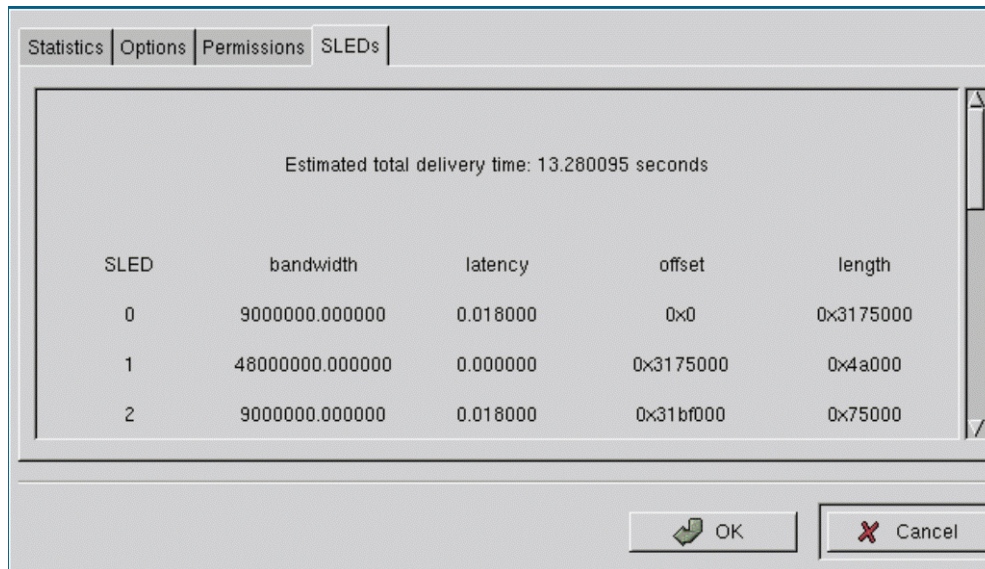 Statistics Options Permissions SLEDs
Estimated total delivery time: 13.280095 seconds
SLED bandwidth latency offset length
0 9000000.000000 0.018000 0x0 0x3175000
1 48000000.000000 0.000000 0x3175000 0x4a000
2 9000000.000000 0.018000 0x31bf000 0x75000
OK Cancel